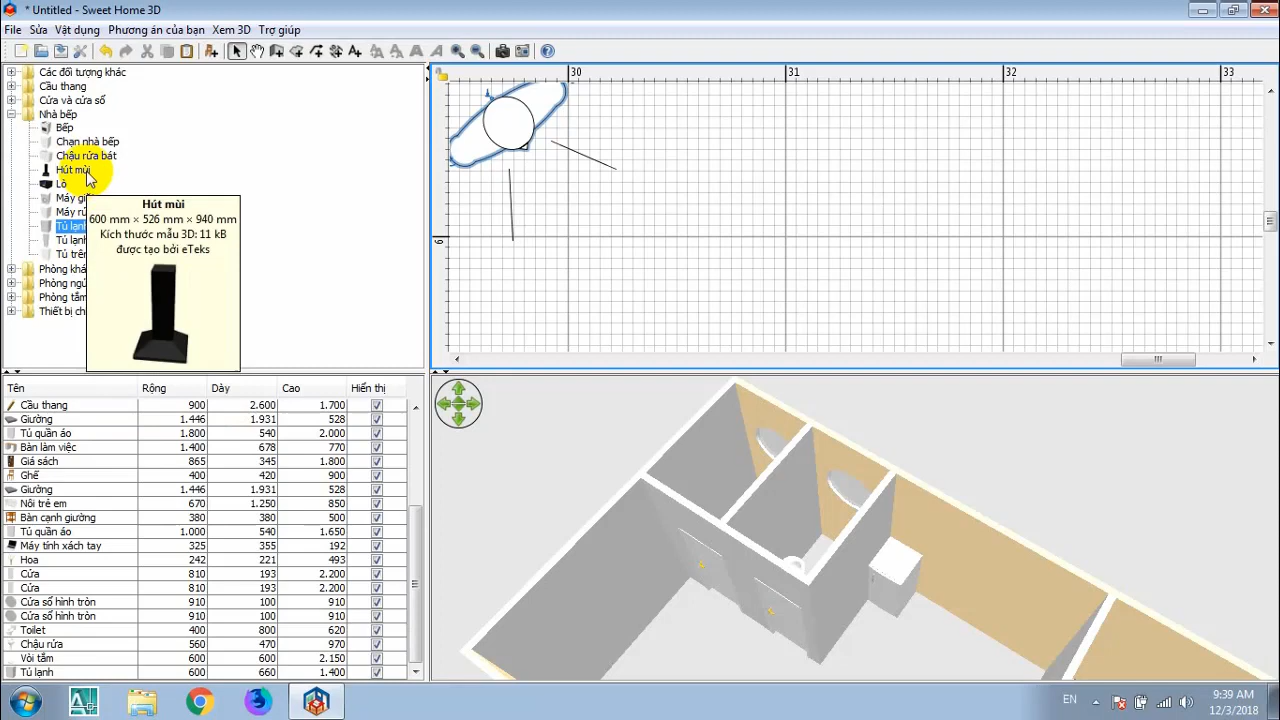 * Untitled - Sweet Home 3D
File Sửa Vật dụng Phương án của bạn Xem 3D Trợ giúp
Các đối tượng khác
Cầu thang
Cửa và cửa sổ
Nhà bếp
Bếp
Chạn nhà bếp
Chậu rửa bát
Hút mùi
Lò
Máy
Máy
Tủ
Tủ
Tủ
Phòng
Phòng
Phòng
Thiết bị
Hút mùi
600 mm × 526 mm × 940 mm
Kích thước mẫu 3D: 11 kB
được tạo bởi eTeks
30 31 32 33
6
Tên Rộng Dày Cao Hiển thị
Cầu thang 900 2.600 1.700
Giường 1.446 1.931 528
Tủ quần áo 1.800 540 2.000
Bàn làm việc 1.400 678 770
Giá sách 865 345 1.800
Ghế 400 420 900
Giường 1.446 1.931 528
Nôi trẻ em 670 1.250 850
Bàn cạnh giường 380 380 500
Tủ quần áo 1.000 540 1.650
Máy tính xách tay 325 355 192
Hoa 242 221 493
Cửa 810 193 2.200
Cửa 810 193 2.200
Cửa sổ hình tròn 910 100 910
Cửa sổ hình tròn 910 100 910
Toilet 400 800 620
Chậu rửa 560 470 970
Vòi tắm 600 600 2.150
Tủ lạnh 600 660 1.400
EN
9:39 AM
12/3/2018